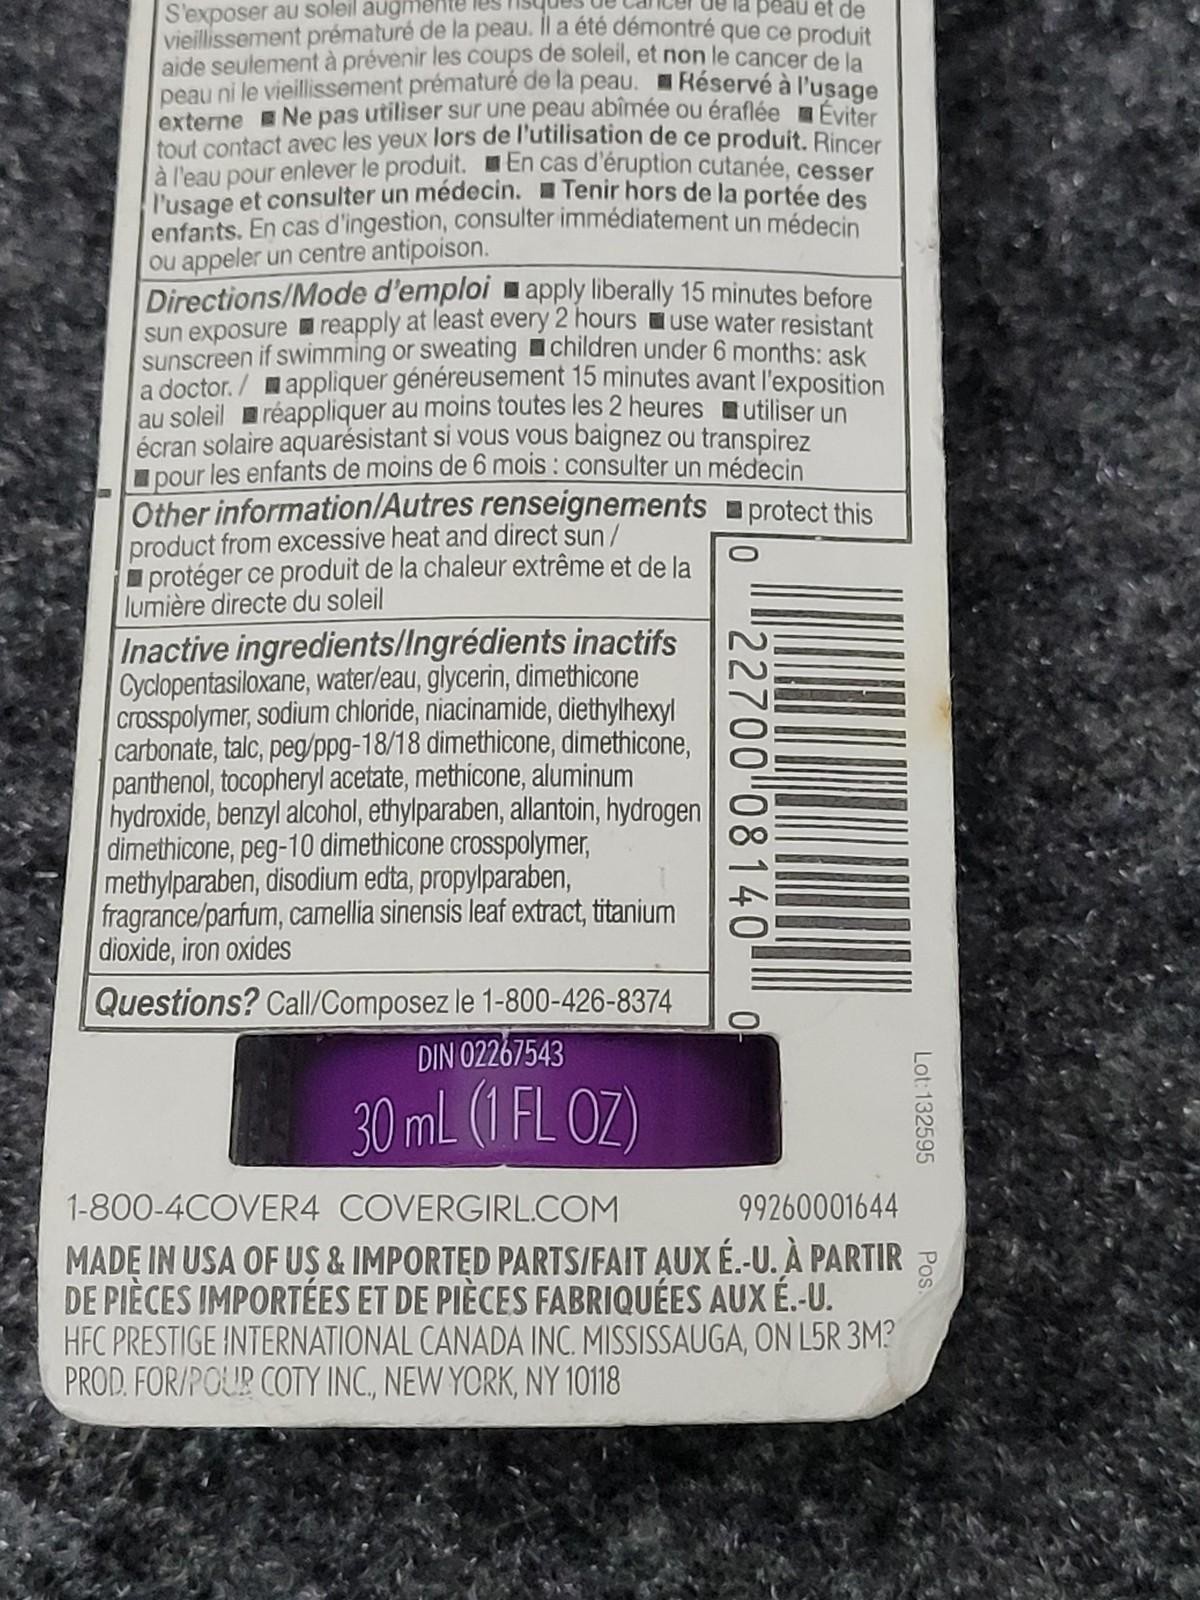 S'exposer au soleil augmente les risques de cancer de la peau et de
vieillissement prématuré de la peau. Il a été démontré que ce produit
aide seulement à prévenir les coups de soleil, et non le cancer de la
peau ni le vieillissement prématuré de la peau. ■ Réservé à l'usage
externe ■ Ne pas utiliser sur une peau abîmée ou éraflée ■ Éviter
tout contact avec les yeux lors de l'utilisation de ce produit. Rincer
à l'eau pour enlever le produit. ■ En cas d'éruption cutanée, cesser
l'usage et consulter un médecin. ■ Tenir hors de la portée des
enfants. En cas d'ingestion, consulter immédiatement un médecin
ou appeler un centre antipoison.
Directions/Mode d'emploi ■ apply liberally 15 minutes before
sun exposure ■ reapply at least every 2 hours ■ use water resistant
sunscreen if swimming or sweating ■ children under 6 months: ask
a doctor. / ■ appliquer généreusement 15 minutes avant l'exposition
au soleil ■ réappliquer au moins toutes les 2 heures ■ utiliser un
écran solaire aquarésistant si vous vous baignez ou transpirez
■ pour les enfants de moins de 6 mois : consulter un médecin
Other information/Autres renseignements ■ protect this
product from excessive heat and direct sun /
■ protéger ce produit de la chaleur extrême et de la
lumière directe du soleil
Inactive ingredients/Ingrédients inactifs
Cyclopentasiloxane, water/eau, glycerin, dimethicone
crosspolymer, sodium chloride, niacinamide, diethylhexyl
carbonate, talc, peg/ppg-18/18 dimethicone, dimethicone,
panthenol, tocopheryl acetate, methicone, aluminum
hydroxide, benzyl alcohol, ethylparaben, allantoin, hydrogen
dimethicone, peg-10 dimethicone crosspolymer,
methylparaben, disodium edta, propylparaben,
fragrance/parfum, camellia sinensis leaf extract, titanium
dioxide, iron oxides
Questions? Call/Composez le 1-800-426-8374
0 22700 08140 0
Lot:132595
Pos.
DIN 02267543
30 mL (1 FL OZ)
1-800-4COVER4 COVERGIRL.COM 99260001644
MADE IN USA OF US & IMPORTED PARTS/FAIT AUX É.-U. À PARTIR
DE PIÈCES IMPORTÉES ET DE PIÈCES FABRIQUÉES AUX É.-U.
HFC PRESTIGE INTERNATIONAL CANADA INC. MISSISSAUGA, ON L5R
PROD. FOR/POUR COTY INC., NEW YORK, NY 10118